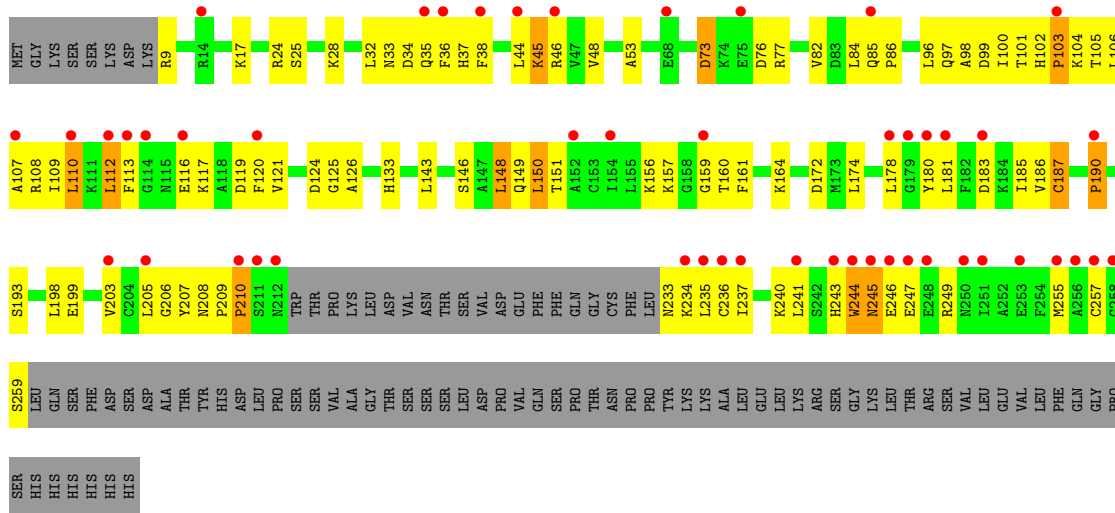 MET GLY LYS SER SER LYS ASP LYS R9 R14 K17 R24 S25 K28 L32 N33 D34 Q35 F36 H37 F38 L44 K45 R46 V47 V48 A53 E68 D73 K74 E75 D76 R77 V82 D83 L84 Q85 P86 L96 Q97 A98 D99 I100 T101 H102 P103 K104 T105 L106
A107 R108 I109 L110 K111 L112 F113 G114 N115 E116 K117 A118 D119 F120 V121 D124 G125 A126 H133 L143 S146 A147 L148 Q149 L150 T151 A152 C153 I154 L155 K156 K157 G158 G159 T160 F161 K164 D172 M173 L174 L178 G179 Y180 L181 F182 D183 K184 I185 V186 C187 P190
S193 L198 E199 V203 C204 L205 G206 Y207 N208 P209 P210 S211 N212 TRP THR PRO LYS LEU ASP VAL ASN THR SER VAL ASP GLU PHE PHE GLN GLY CYS PHE LEU N233 K234 L235 C236 I237 K240 L241 S242 H243 W244 N245 E246 E247 E248 R249 N250 I251 A252 E253 F254 M255 A256 C257 G258
S259 LEU GLN SER PHE ASP SER ASP ALA THR TYR HIS ASP LEU PRO SER SER VAL ALA GLY THR SER SER SER LEU ASP PRO VAL GLN SER PRO THR ASN PRO PRO TYR LYS LYS ALA LEU GLU LEU LYS ARG SER GLY LYS LEU THR ARG SER VAL LEU GLU VAL LEU PHE GLN GLY PRO
SER HIS HIS HIS HIS HIS HIS